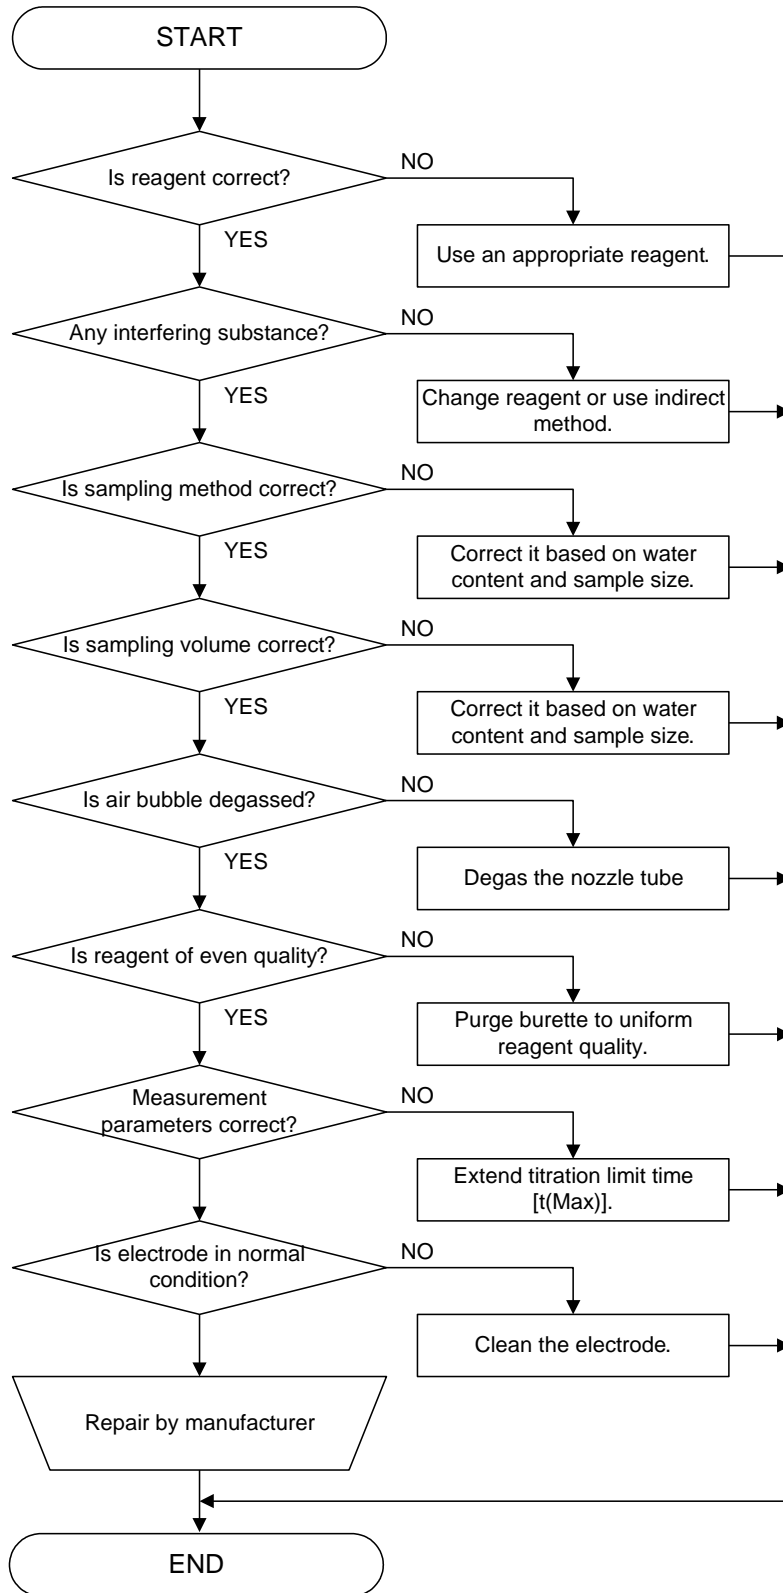 START
Is reagent correct?
NO
YES
Use an appropriate reagent.
Any interfering substance?
NO
YES
Change reagent or use indirect
method.
Is sampling method correct?
NO
YES
Correct it based on water
content and sample size.
Is sampling volume correct?
NO
YES
Correct it based on water
content and sample size.
Is air bubble degassed?
NO
YES
Degas the nozzle tube
Is reagent of even quality?
NO
YES
Purge burette to uniform
reagent quality.
Measurement
parameters correct?
NO
Extend titration limit time
[t(Max)].
Is electrode in normal
condition?
NO
Clean the electrode.
Repair by manufacturer
END